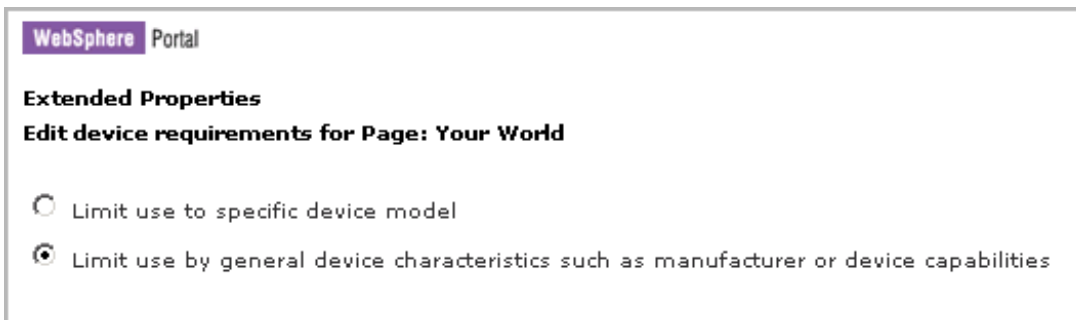 WebSphere Portal
Extended Properties
Edit device requirements for Page: Your World
Limit use to specific device model
Limit use by general device characteristics such as manufacturer or device capabilities